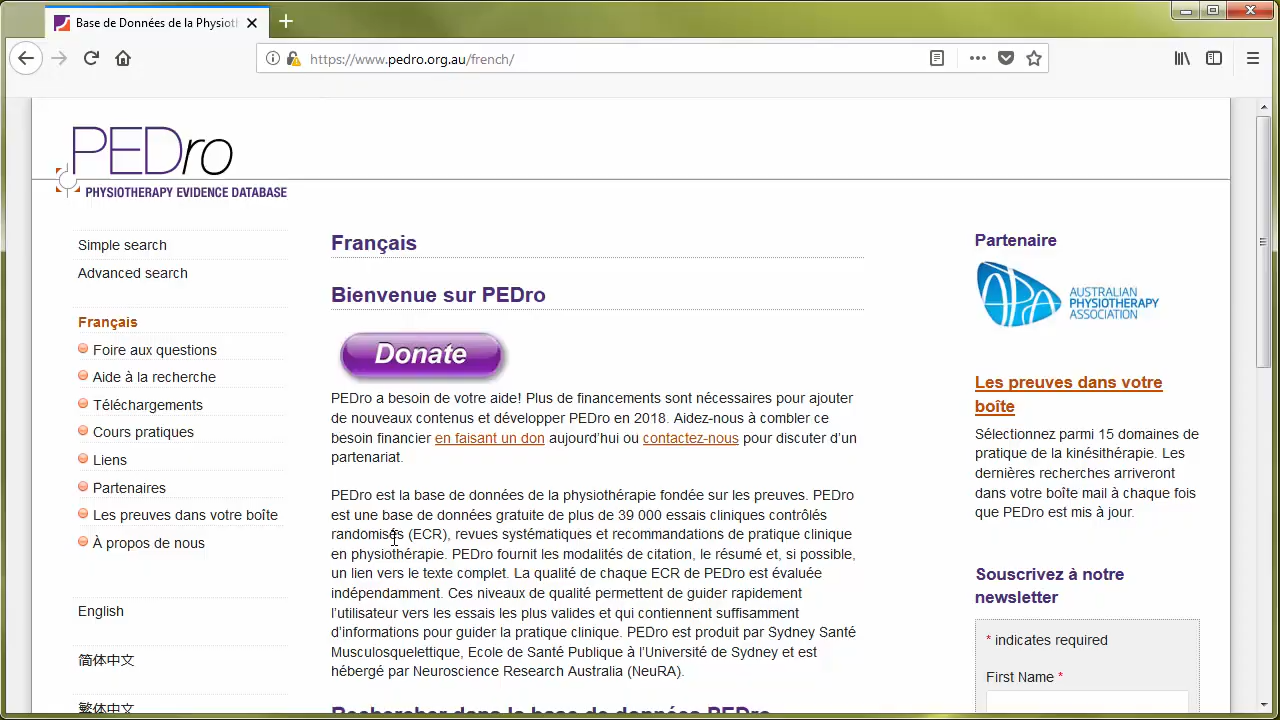 Base de Données de la Physioth
https://www.pedro.org.au/french/
PEDro
PHYSIOTHERAPY EVIDENCE DATABASE
Simple search
Advanced search
Français
Foire aux questions
Aide à la recherche
Téléchargements
Cours pratiques
Liens
Partenaires
Les preuves dans votre boîte
À propos de nous
English
简体中文
繁体中文
Français
Bienvenue sur PEDro
Donate
PEDro a besoin de votre aide! Plus de financements sont nécessaires pour ajouter
de nouveaux contenus et développer PEDro en 2018. Aidez-nous à combler ce
besoin financier en faisant un don aujourd’hui ou contactez-nous pour discuter d’un
partenariat.
PEDro est la base de données de la physiothérapie fondée sur les preuves. PEDro
est une base de données gratuite de plus de 39 000 essais cliniques contrôlés
randomisés (ECR), revues systématiques et recommandations de pratique clinique
en physiothérapie. PEDro fournit les modalités de citation, le résumé et, si possible,
un lien vers le texte complet. La qualité de chaque ECR de PEDro est évaluée
indépendamment. Ces niveaux de qualité permettent de guider rapidement
l’utilisateur vers les essais les plus valides et qui contiennent suffisamment
d’informations pour guider la pratique clinique. PEDro est produit par Sydney Santé
Musculosquelettique, Ecole de Santé Publique à l’Université de Sydney et est
hébergé par Neuroscience Research Australia (NeuRA).
Rechercher dans la base de données PEDro
Partenaire
APA AUSTRALIAN
PHYSIOTHERAPY
ASSOCIATION
Les preuves dans votre
boîte
Sélectionnez parmi 15 domaines de
pratique de la kinésithérapie. Les
dernières recherches arriveront
dans votre boîte mail à chaque fois
que PEDro est mis à jour.
Souscrivez à notre
newsletter
* indicates required
First Name *